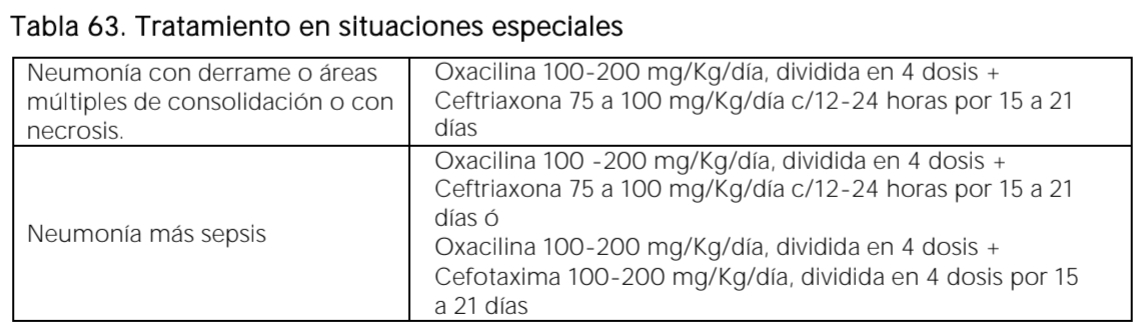 Tabla 63. Tratamiento en situaciones especiales
Neumonía con derrame o áreas
múltiples de consolidación o con
necrosis.
Oxacilina 100-200 mg/Kg/día, dividida en 4 dosis +
Ceftriaxona 75 a 100 mg/Kg/día c/12-24 horas por 15 a 21
días
Neumonía más sepsis
Oxacilina 100 -200 mg/Kg/día, dividida en 4 dosis +
Ceftriaxona 75 a 100 mg/Kg/día c/12-24 horas por 15 a 21
días ó
Oxacilina 100-200 mg/Kg/día, dividida en 4 dosis +
Cefotaxima 100-200 mg/Kg/día, dividida en 4 dosis por 15
a 21 días